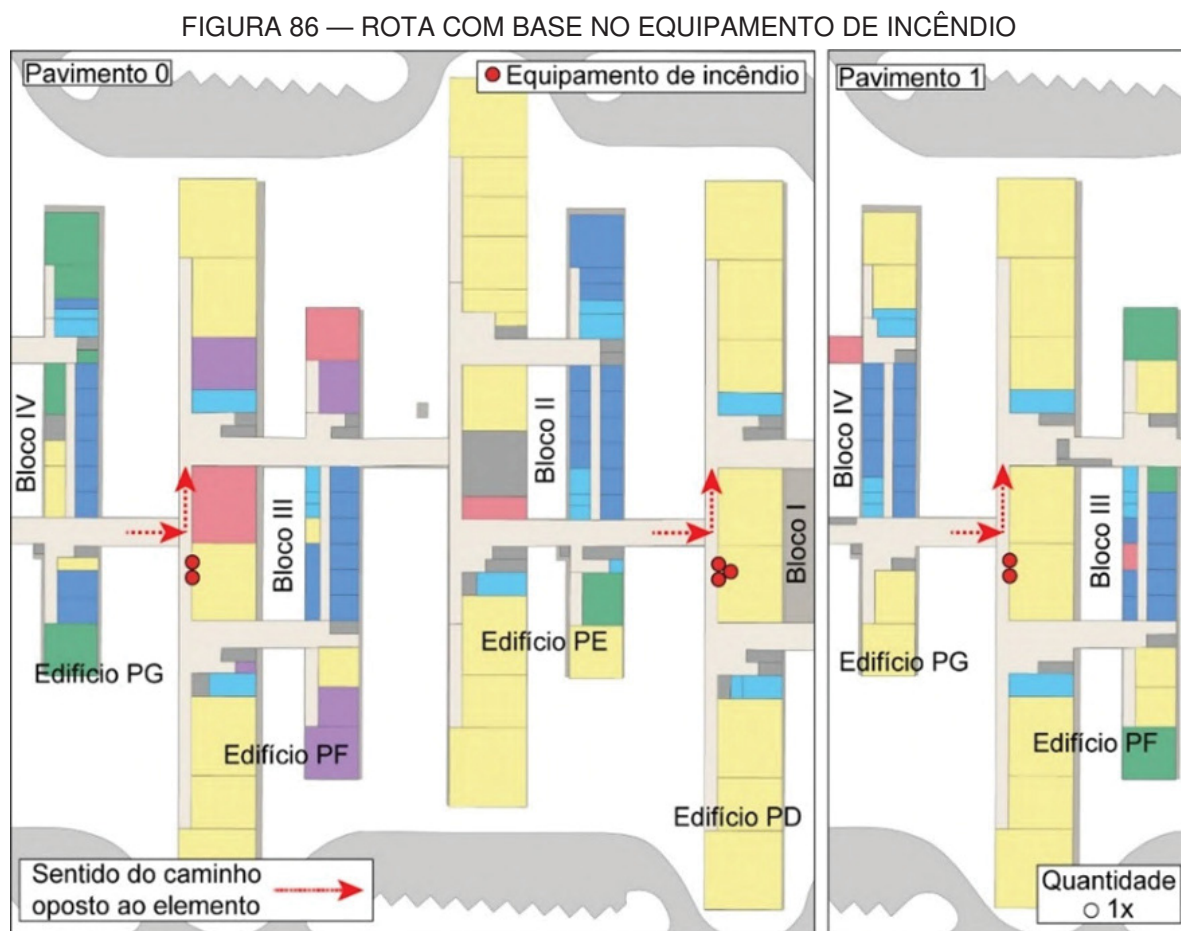 FIGURA 86 — ROTA COM BASE NO EQUIPAMENTO DE INCÊNDIO
Pavimento 0
Equipamento de incêndio
Bloco IV
Bloco III
Bloco II
Bloco I
Edifício PG
Edifício PF
Edifício PE
Edifício PD
Sentido do caminho
oposto ao elemento
Pavimento 1
Bloco IV
Bloco III
Edifício PG
Edifício PF
Quantidade
1x